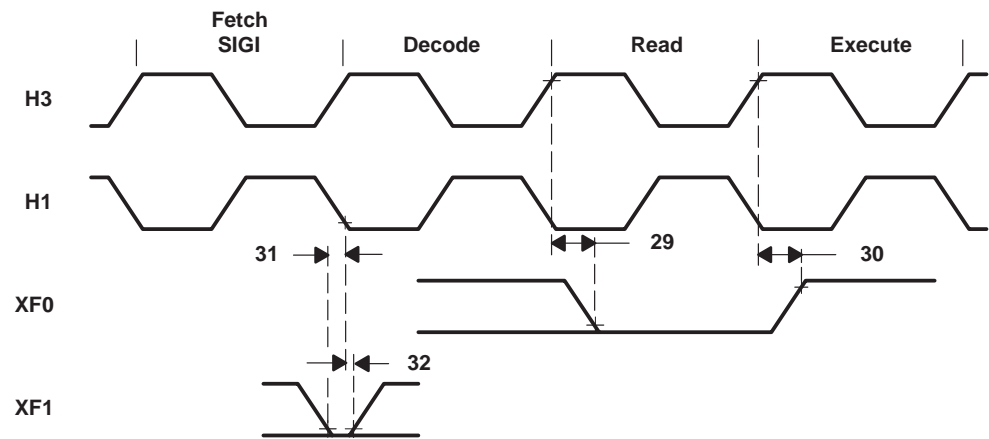 Fetch
SIGI
Decode
Read
Execute
H3
H1
31
29
30
XF0
32
XF1